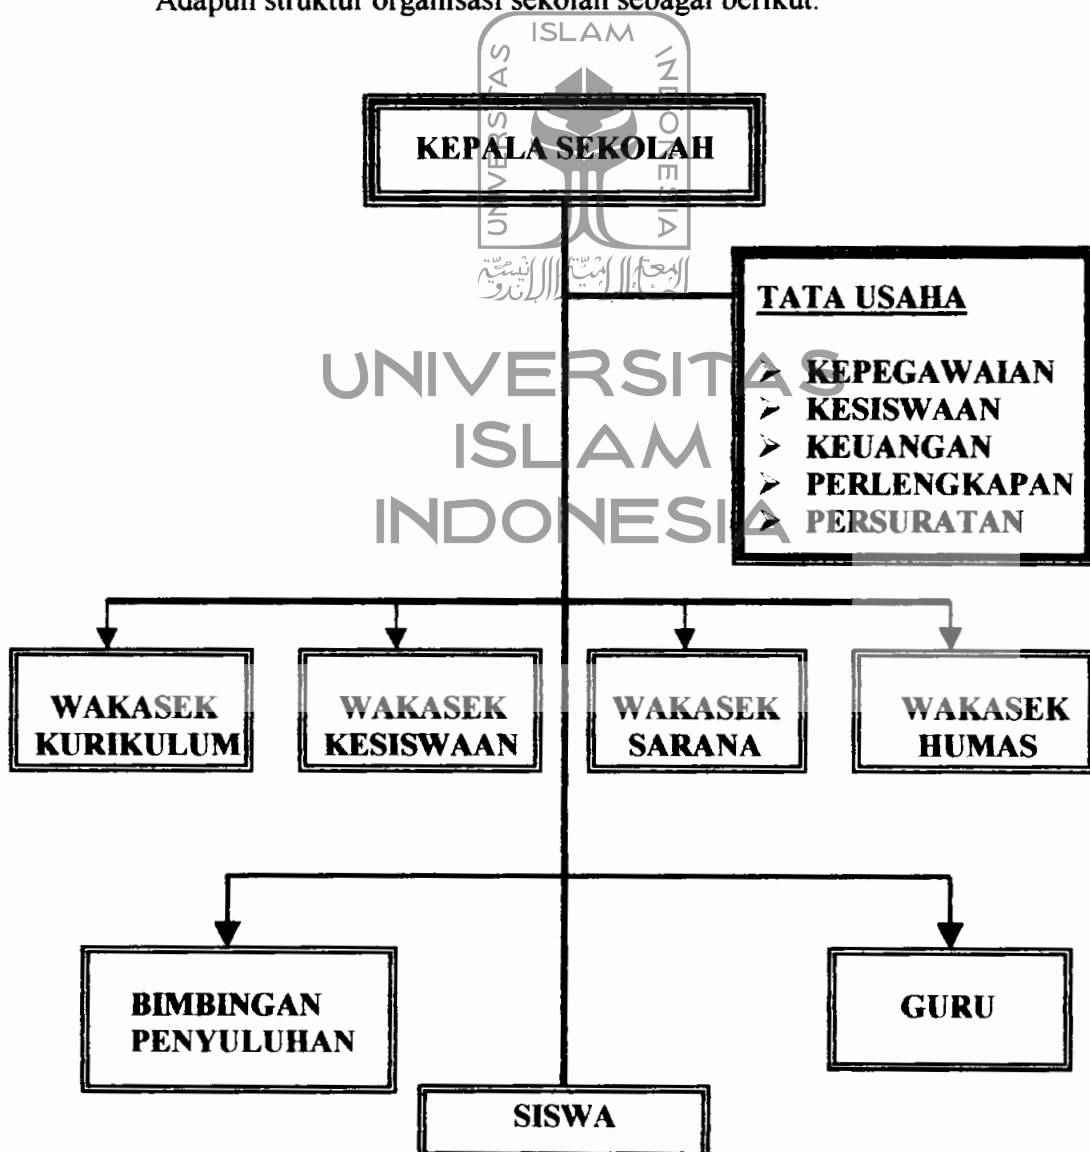 Adapun struktur organisasi sekolah sebagai berikut:
UNIVERSITAS ISLAM INDONESIA
KEPALA SEKOLAH
TATA USAHA
➢ KEPEGAWAIAN
➢ KESISWAAN
➢ KEUANGAN
➢ PERLENGKAPAN
➢ PERSURATAN
UNIVERSITAS
ISLAM
INDONESIA
WAKASEK
KURIKULUM
WAKASEK
KESISWAAN
WAKASEK
SARANA
WAKASEK
HUMAS
BIMBINGAN
PENYULUHAN
GURU
SISWA